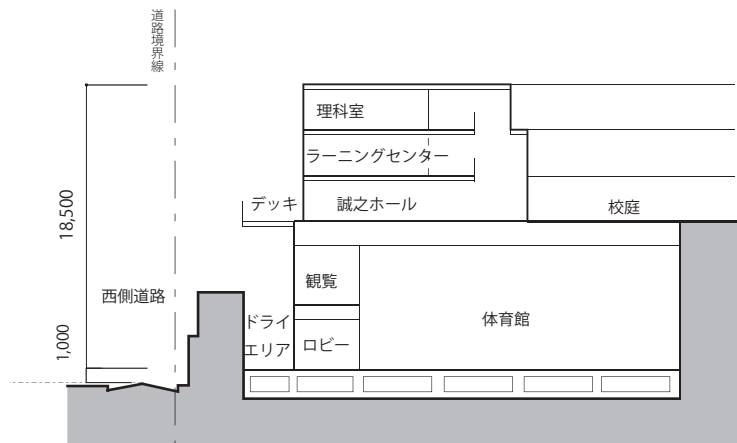 道路境界線
理科室
ラーニングセンター
デッキ
誠之ホール
校庭
18,500
西側道路
観覧
ドライ
エリア
ロビー
体育館
1,000